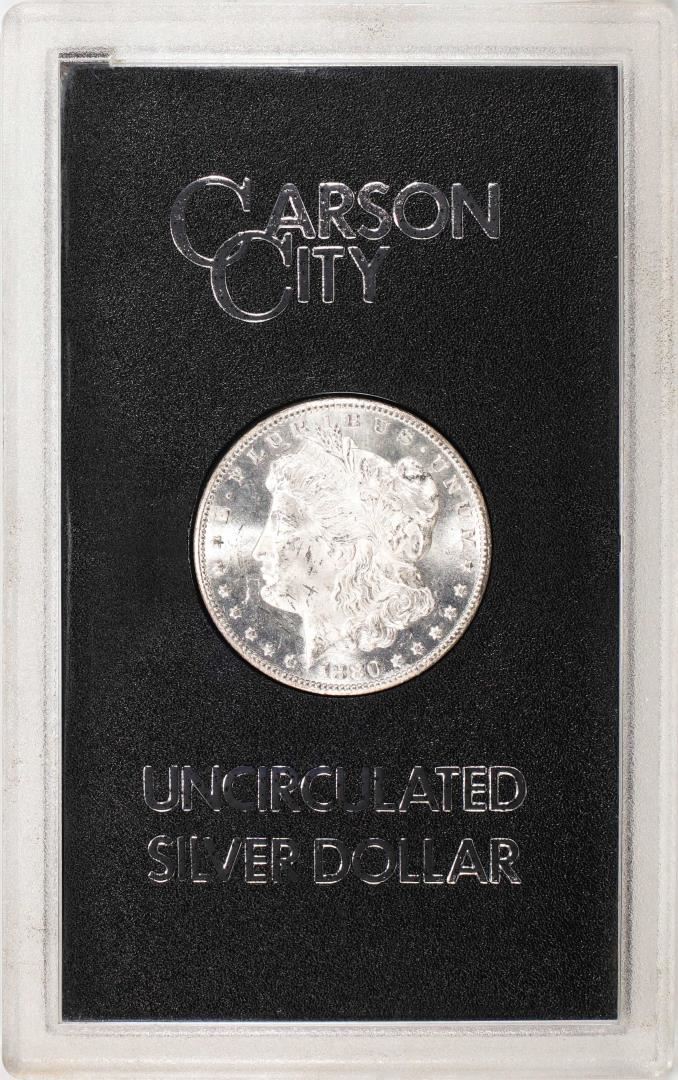 CARSON
CITY
E · PLURIBUS · UNUM
1880
UNCIRCULATED
SILVER DOLLAR